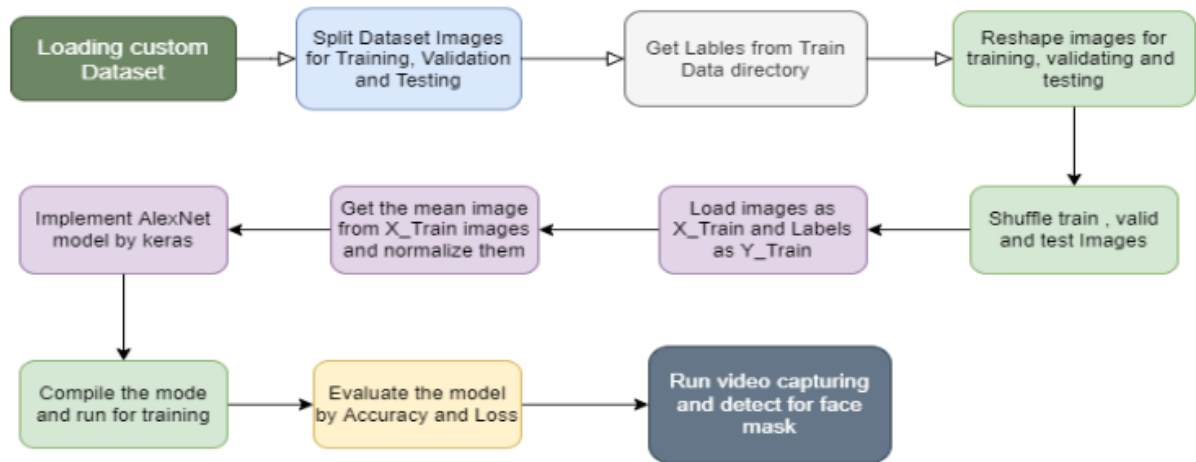 Loading custom
Dataset
Split Dataset Images
for Training, Validation
and Testing
Get Lables from Train
Data directory
Reshape images for
training, validating and
testing
Shuffle train , valid
and test Images
Load images as
X_Train and Labels
as Y_Train
Get the mean image
from X_Train images
and normalize them
Implement AlexNet
model by keras
Compile the mode
and run for training
Evaluate the model
by Accuracy and Loss
Run video capturing
and detect for face
mask